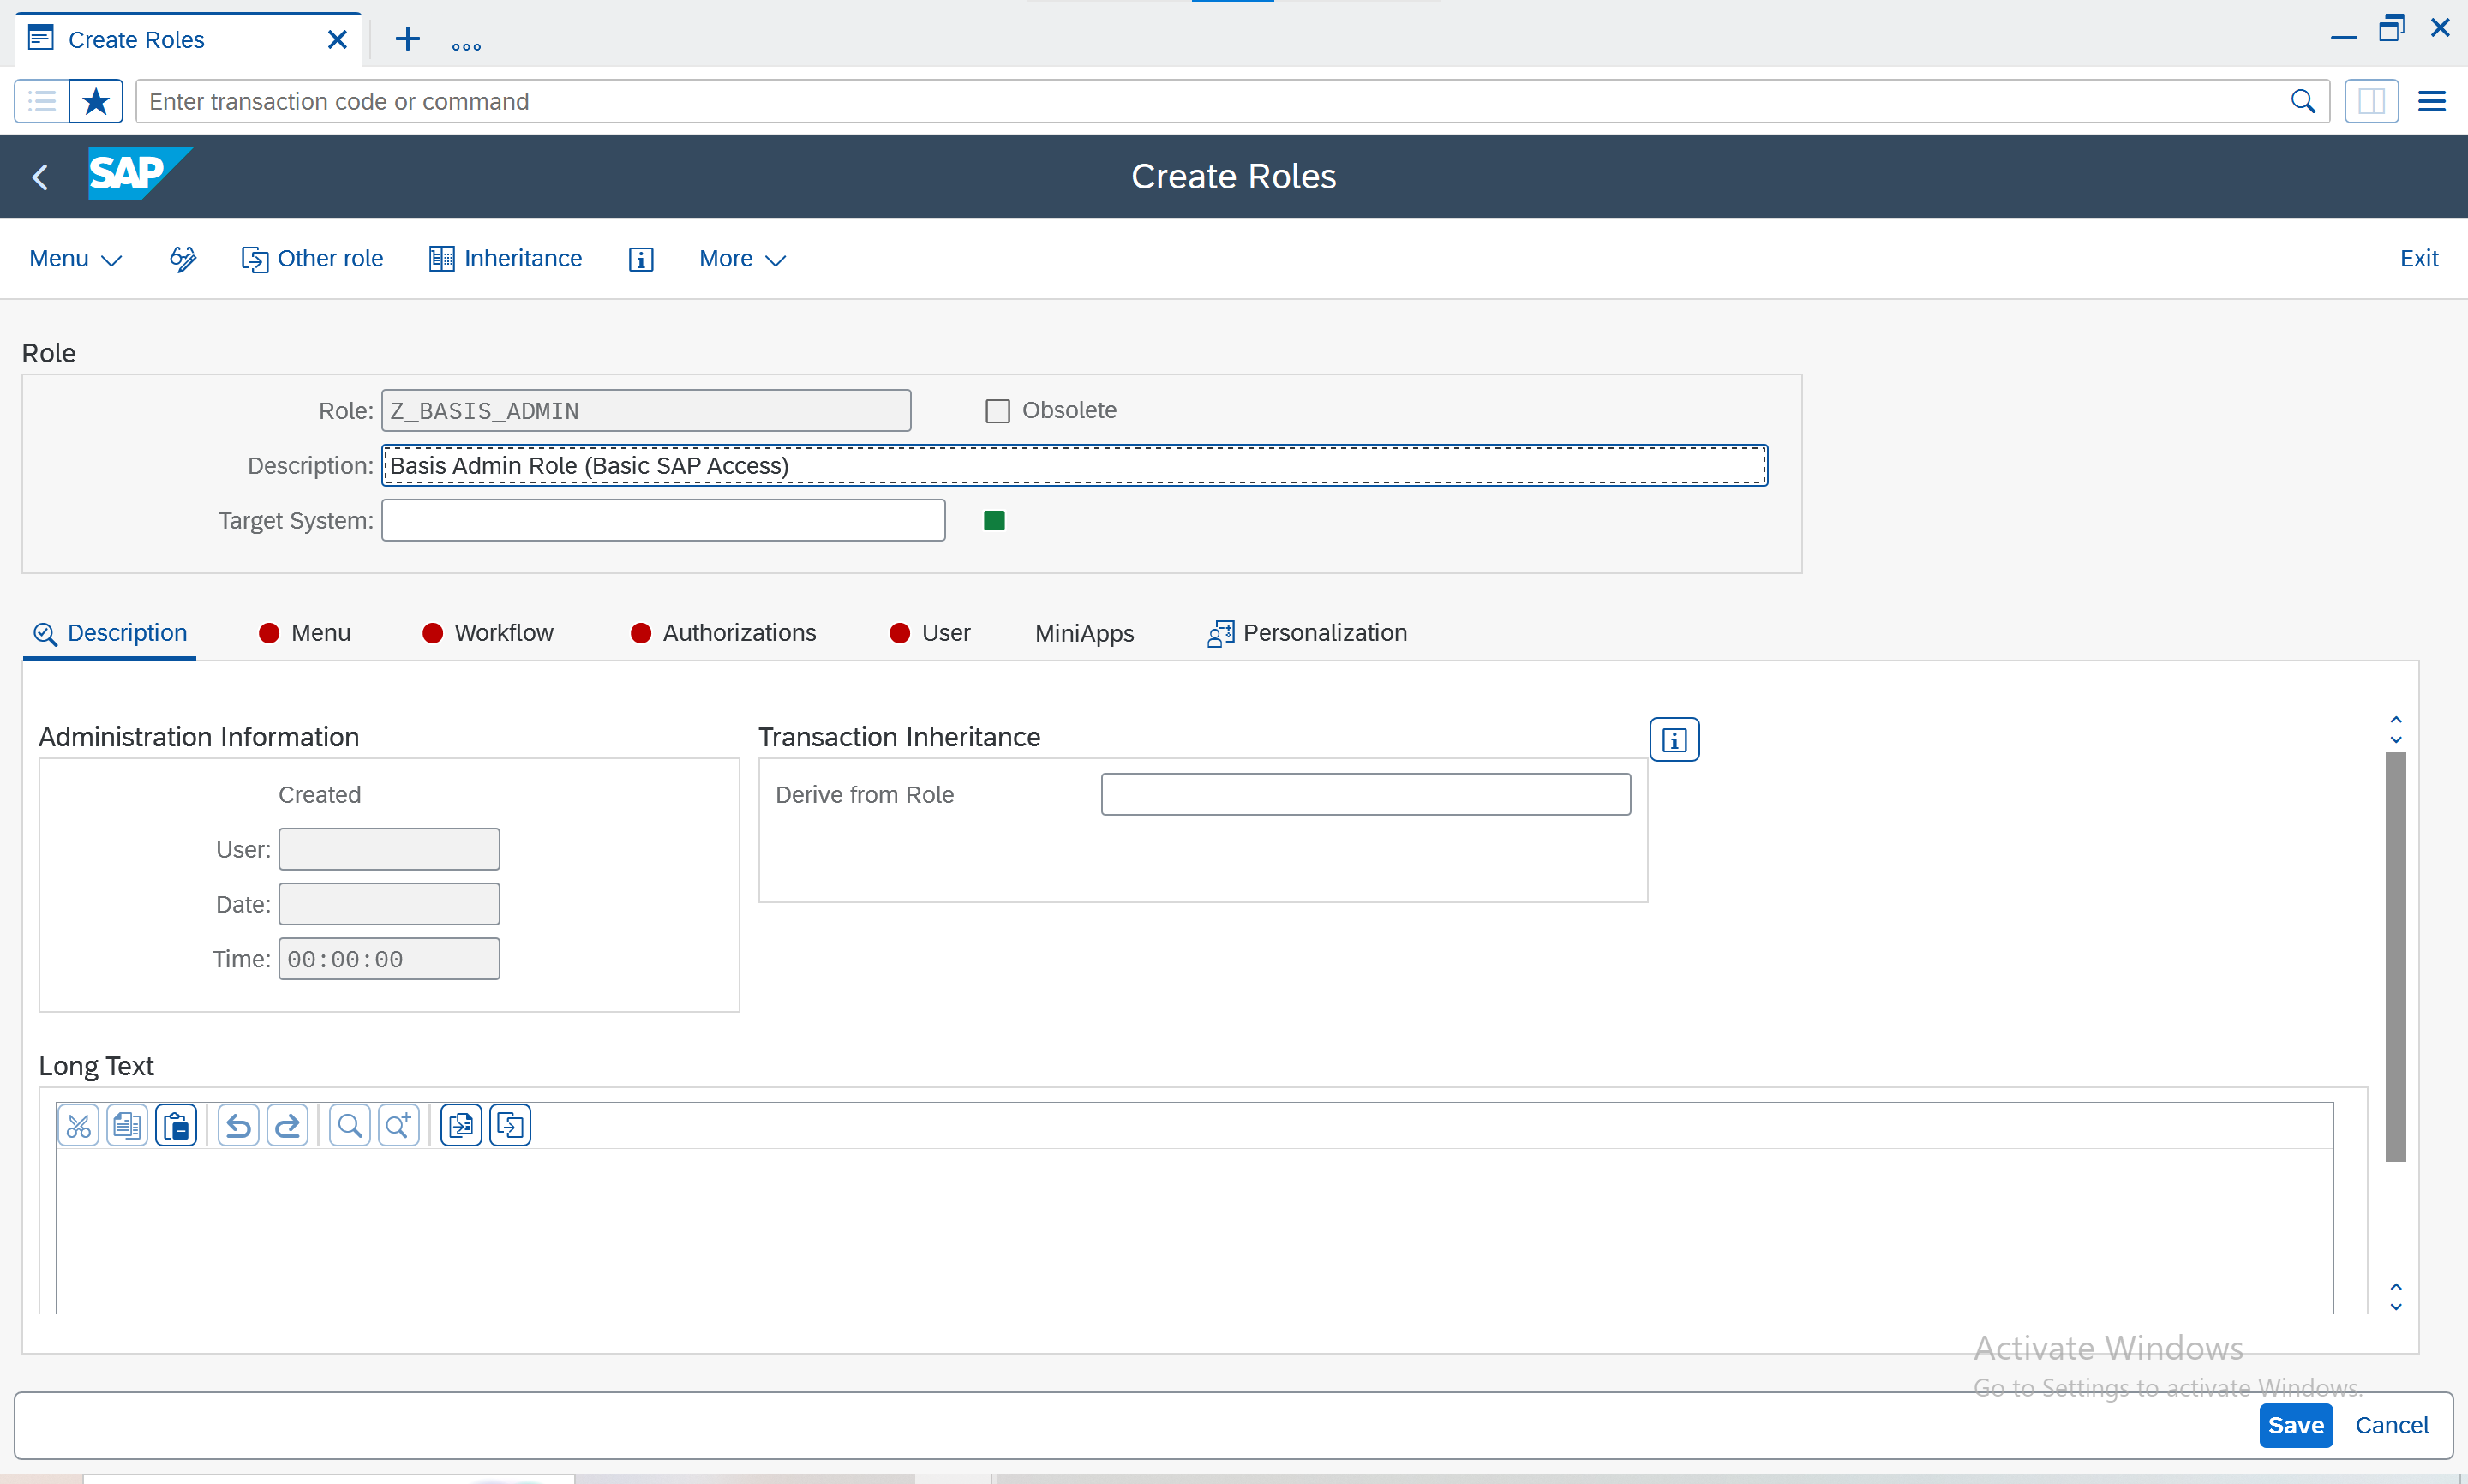 Create Roles
Enter transaction code or command
SAP
Create Roles
Menu
Other role
Inheritance
More
Exit
Role
Role: Z_BASIS_ADMIN
Obsolete
Description: Basis Admin Role (Basic SAP Access)
Target System:
Description
Menu
Workflow
Authorizations
User
MiniApps
Personalization
Administration Information
Transaction Inheritance
Created
Derive from Role
User:
Date:
Time: 00:00:00
Long Text
Activate Windows
Go to Settings to activate Windows.
Save
Cancel